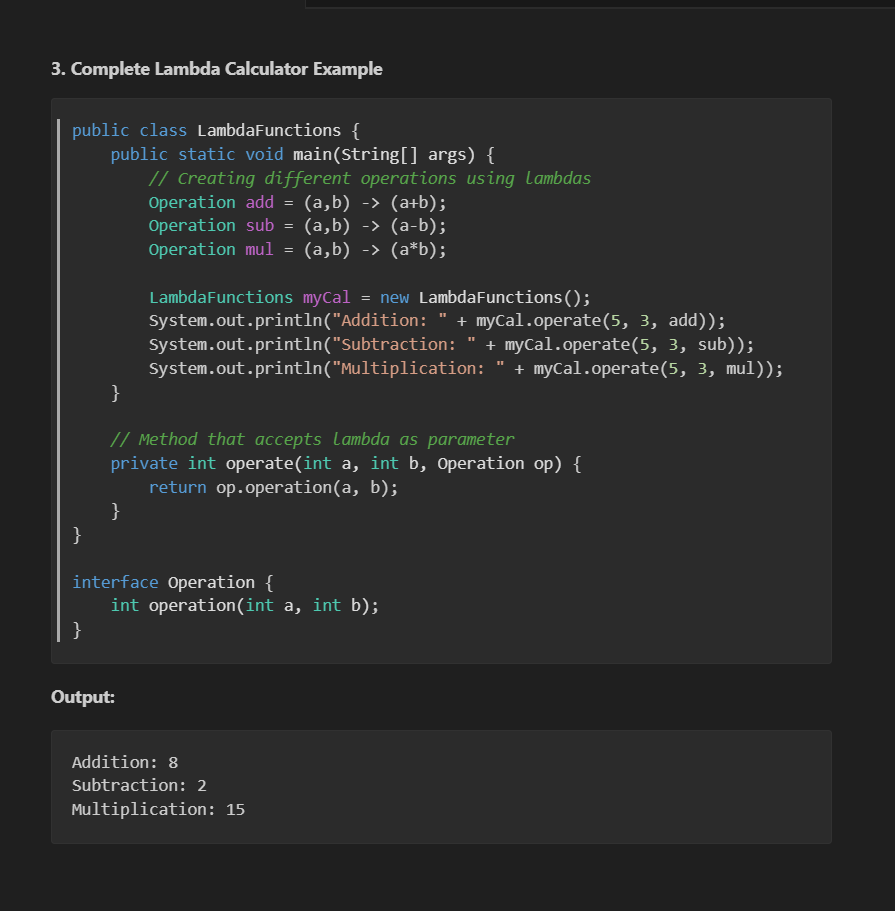 3. Complete Lambda Calculator Example
public class LambdaFunctions {
    public static void main(String[] args) {
        // Creating different operations using lambdas
        Operation add = (a,b) -> (a+b);
        Operation sub = (a,b) -> (a-b);
        Operation mul = (a,b) -> (a*b);

        LambdaFunctions myCal = new LambdaFunctions();
        System.out.println("Addition: " + myCal.operate(5, 3, add));
        System.out.println("Subtraction: " + myCal.operate(5, 3, sub));
        System.out.println("Multiplication: " + myCal.operate(5, 3, mul));
    }

    // Method that accepts lambda as parameter
    private int operate(int a, int b, Operation op) {
        return op.operation(a, b);
    }
}

interface Operation {
    int operation(int a, int b);
}
Output:
Addition: 8
Subtraction: 2
Multiplication: 15